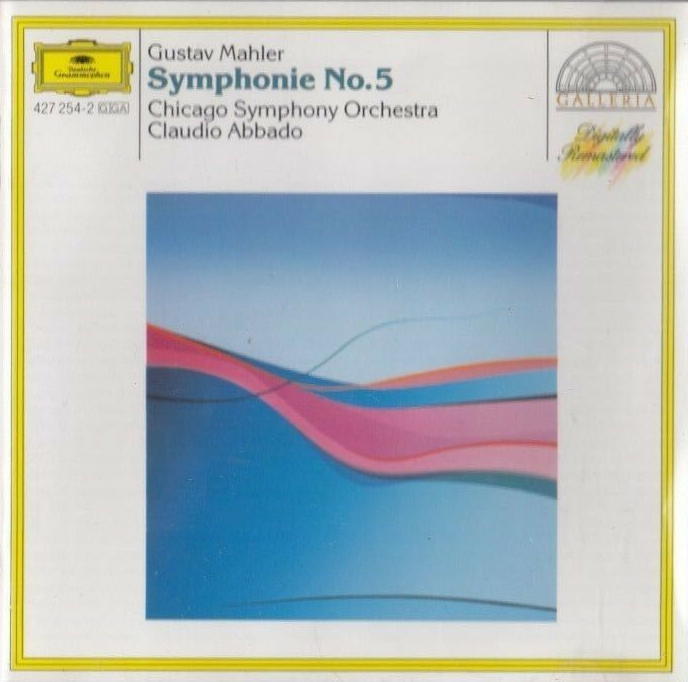 Deutsche
Grammophon
427 254-2 GGA
Gustav Mahler
Symphonie No.5
Chicago Symphony Orchestra
Claudio Abbado
GALLERIA
Digitally
Remastered